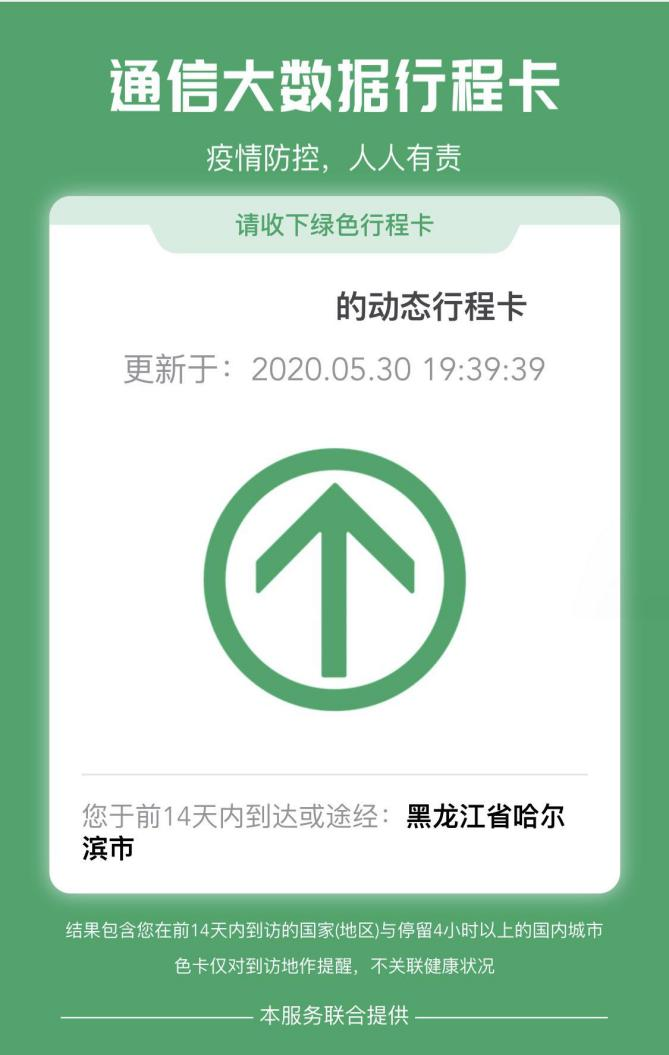 通信大数据行程卡
疫情防控，人人有责
请收下绿色行程卡
的动态行程卡
更新于：2020.05.30 19:39:39
您于前14天内到达或途经：黑龙江省哈尔
滨市
结果包含您在前14天内到访的国家(地区)与停留4小时以上的国内城市
色卡仅对到访地作提醒，不关联健康状况
本服务联合提供